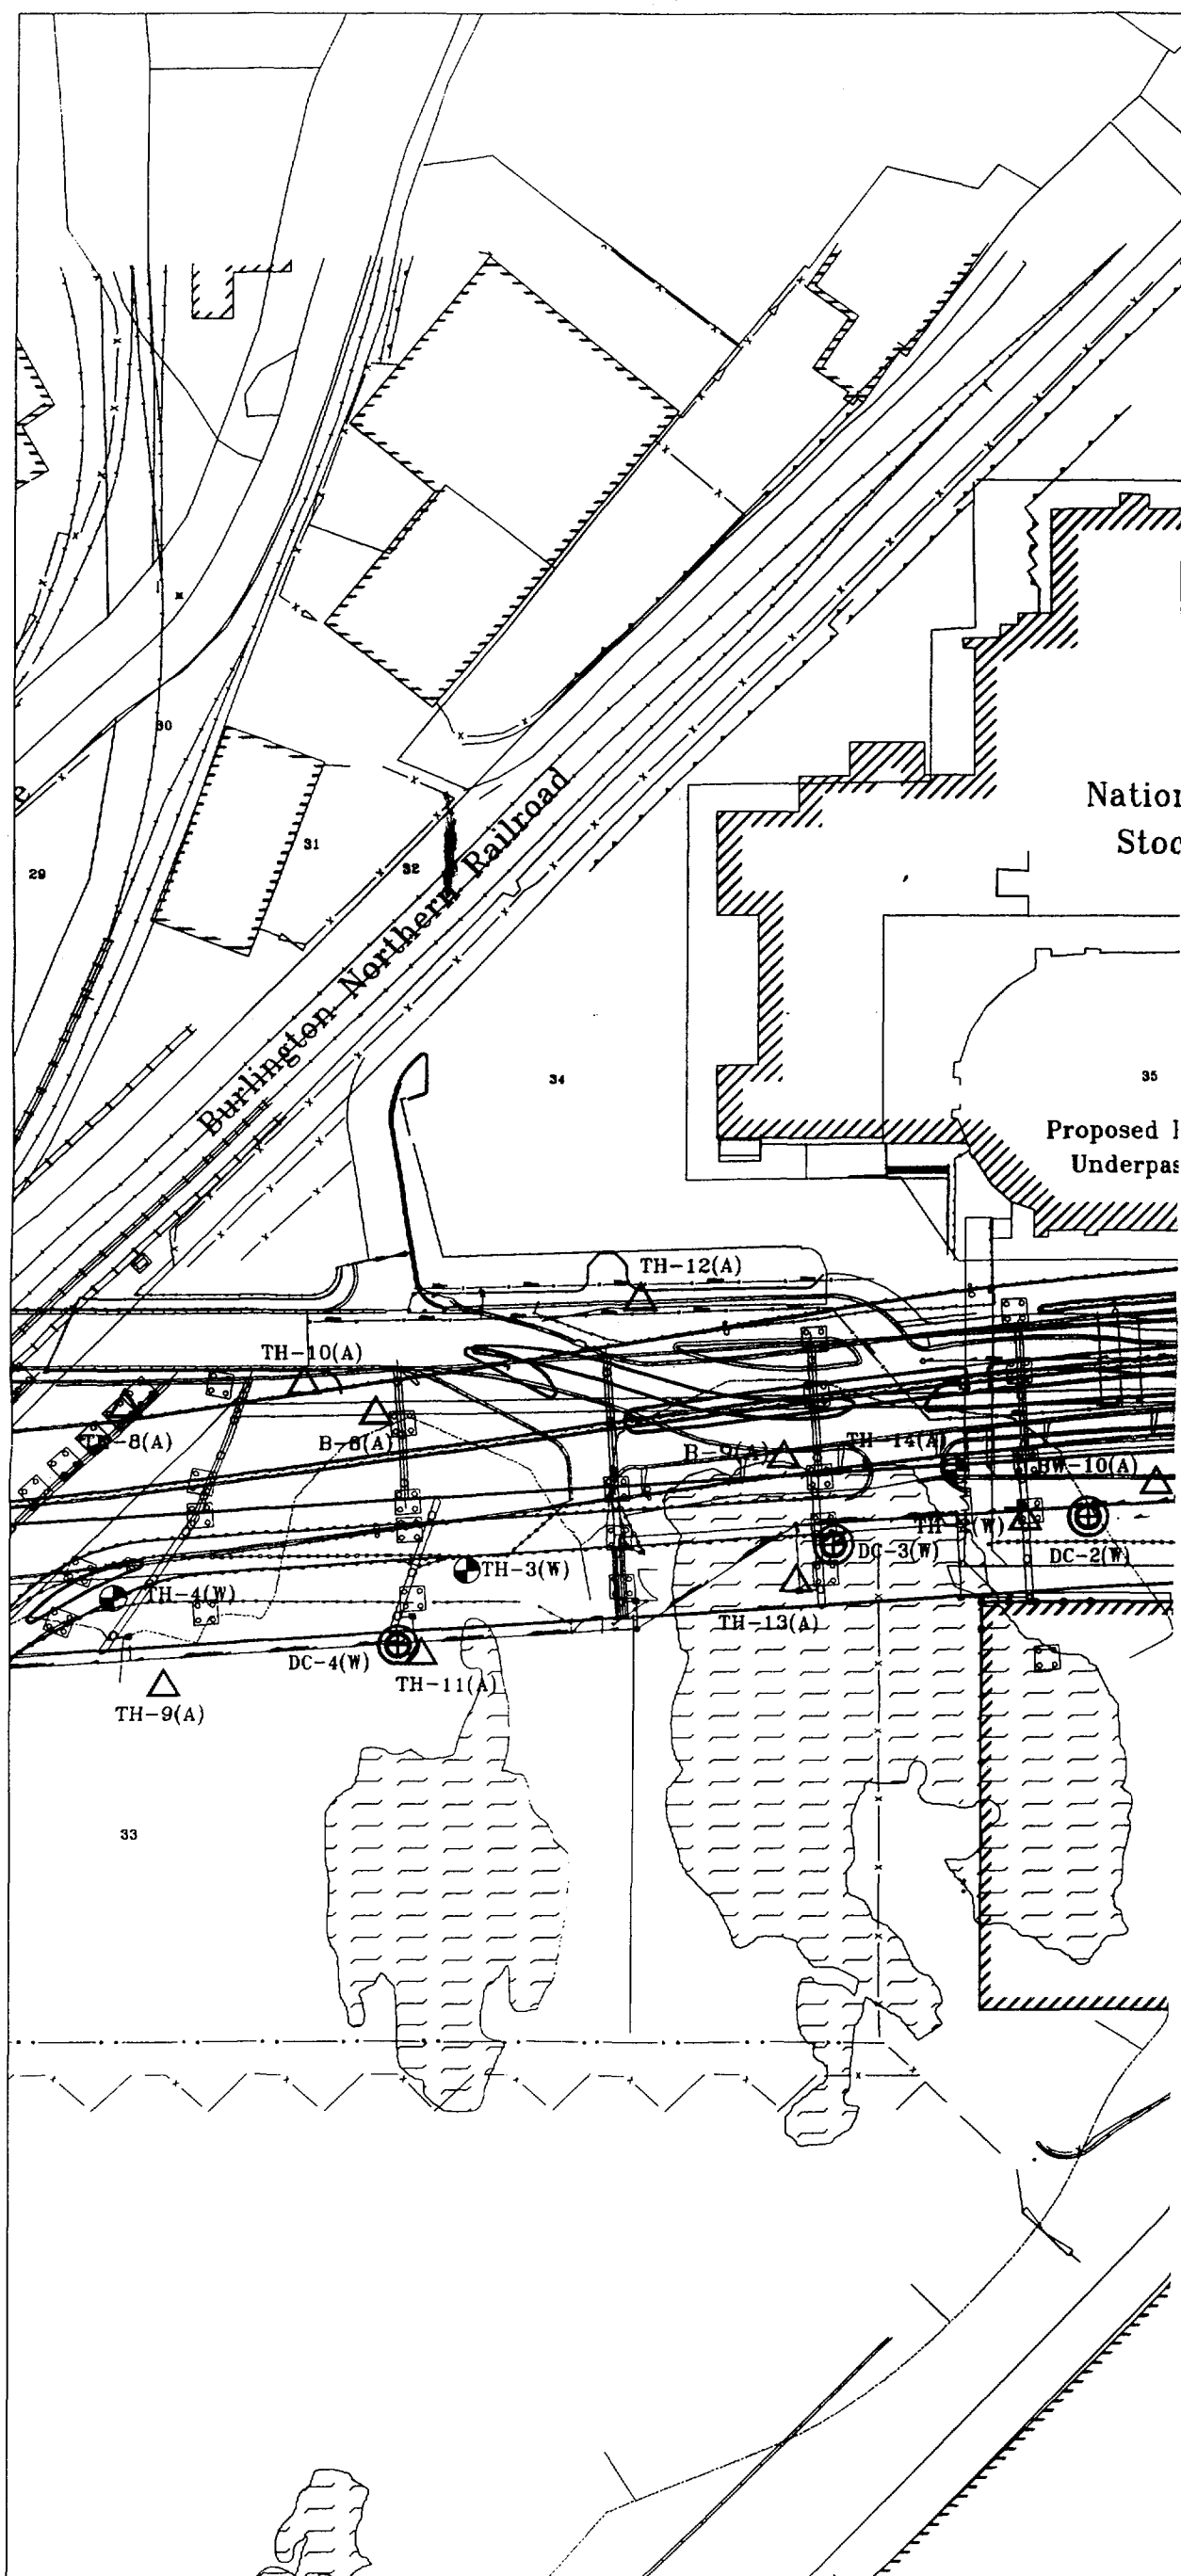 30
31
32
29
Burlington Northern Railroad
Nation
Stoc
34
35
Proposed
Underpas
TH-12(A)
TH-10(A)
TH-8(A)
B-8(A)
B-9(A)
TH-14(A)
BW-10(A)
TH-3(W)
TH-4(W)
DC-3(W)
DC-2(W)
TH-13(A)
DC-4(W)
TH-11(A)
TH-9(A)
33